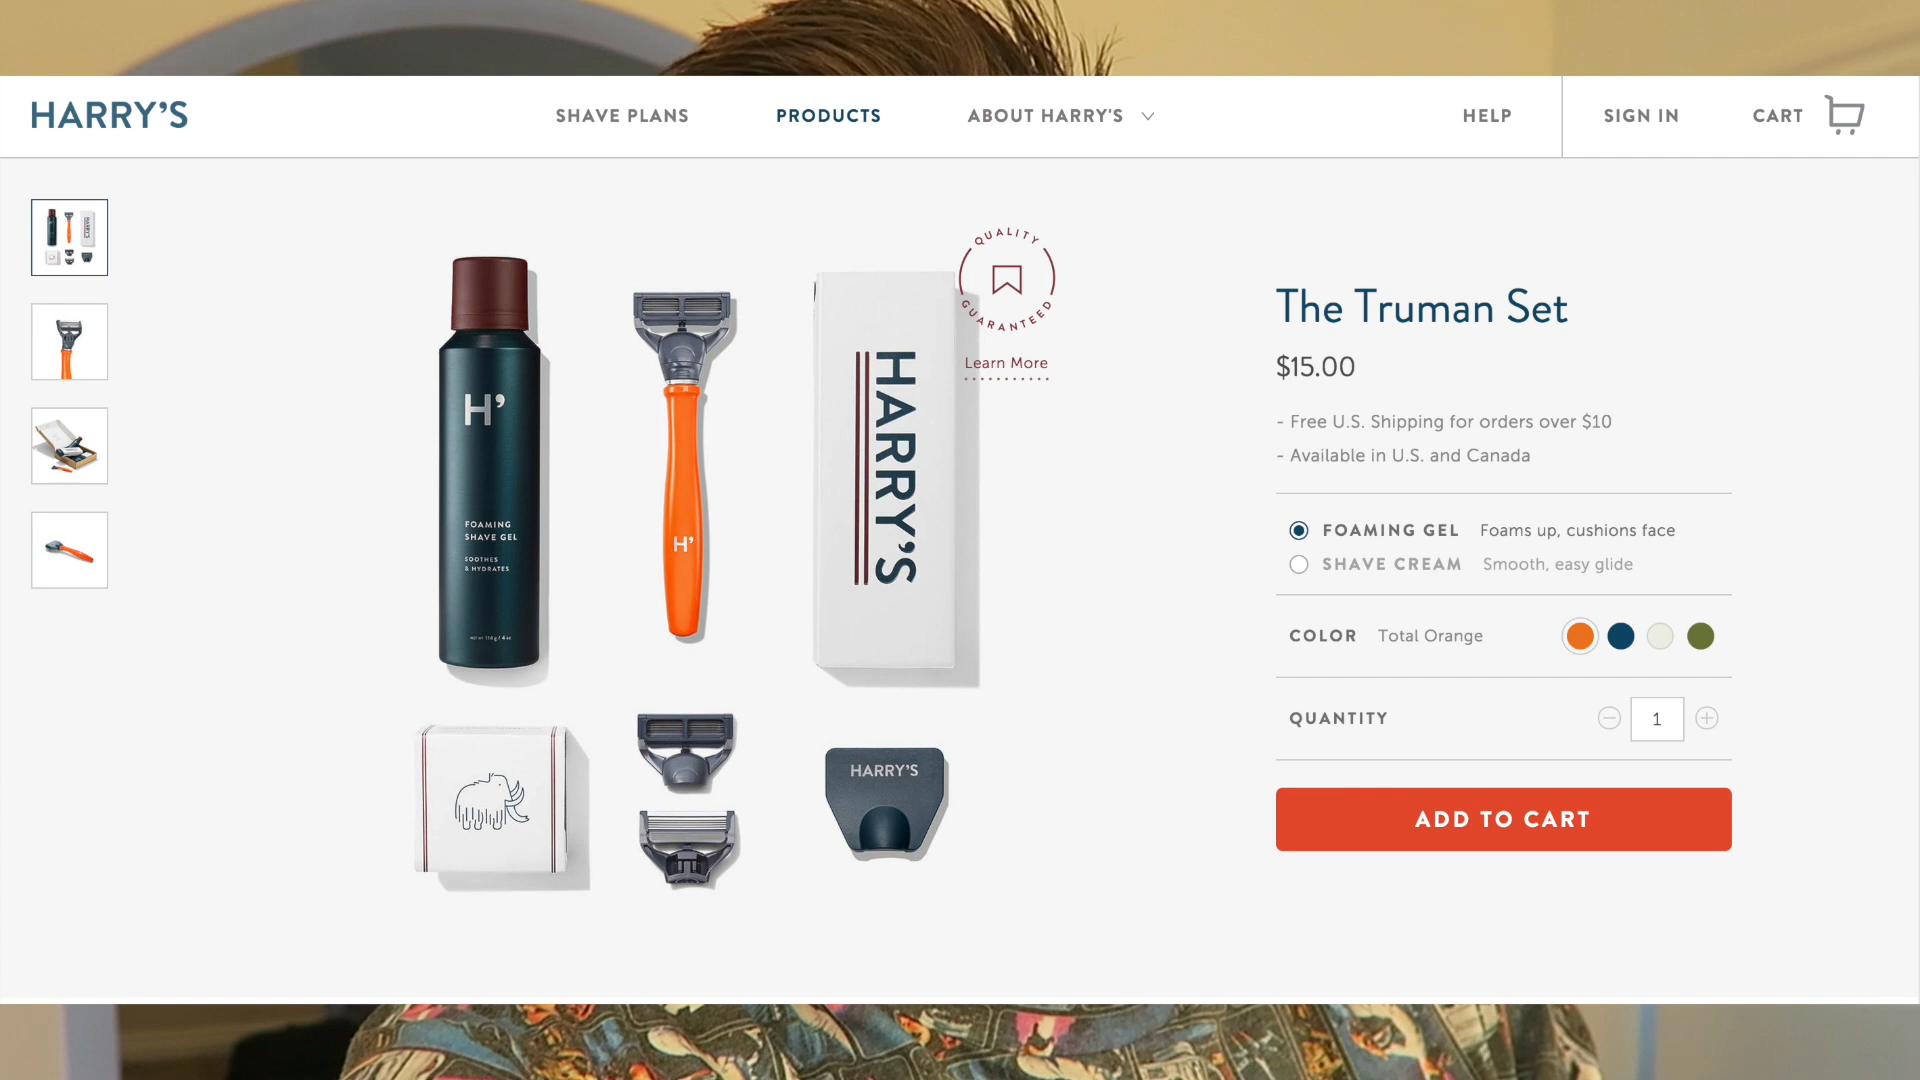 HARRY'S
SHAVE PLANS
PRODUCTS
ABOUT HARRY'S
HELP
SIGN IN
CART
QUALITY
GUARANTEED
Learn More
H'
FOAMING
SHAVE GEL
SOOTHES
& HYDRATES
H'
HARRY'S
HARRY'S
The Truman Set
$15.00
- Free U.S. Shipping for orders over $10
- Available in U.S. and Canada
FOAMING GEL Foams up, cushions face
SHAVE CREAM Smooth, easy glide
COLOR Total Orange
QUANTITY
1
ADD TO CART